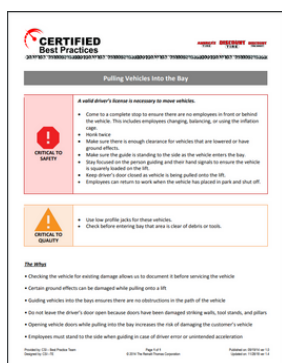 CERTIFIED
Best Practices
DISCOUNT
TIRE
Pulling Vehicles Into the Bay
A valid driver's license is necessary to move vehicles.
• Come to a complete stop to ensure there are no employees in front or behind
the vehicle. This includes employees changing, balancing, or using the inflation
cage.
• Honk twice
• Make sure there is enough clearance for vehicles that are lowered or have
ground effects.
• Make sure the guide is standing to the side as the vehicle enters the bay.
• Stay focused on the person guiding and their hand signals to ensure the vehicle
is squarely loaded on the lift.
• Keep driver's door closed as vehicle is being pulled onto the lift.
• Employees can return to work when the vehicle has placed in park and shut off.
CRITICAL TO
SAFETY
• Use low profile jacks for these vehicles.
• Check before entering bay that area is clear of debris or tools.
CRITICAL TO
QUALITY
The Whys
• Checking the vehicle for existing damage allows us to document it before servicing the vehicle
• Certain ground effects can be damaged while pulling onto a lift
• Guiding vehicles into the bays ensures there are no obstructions in the path of the vehicle
• Do not leave the driver's door open because doors have been damaged striking walls, tool stands, and pillars
• Opening vehicle doors while pulling into the bay increases the risk of damaging the customer's vehicle
• Employees must stand to the side when guiding in case of driver error or unintended acceleration
Page 1 of 1